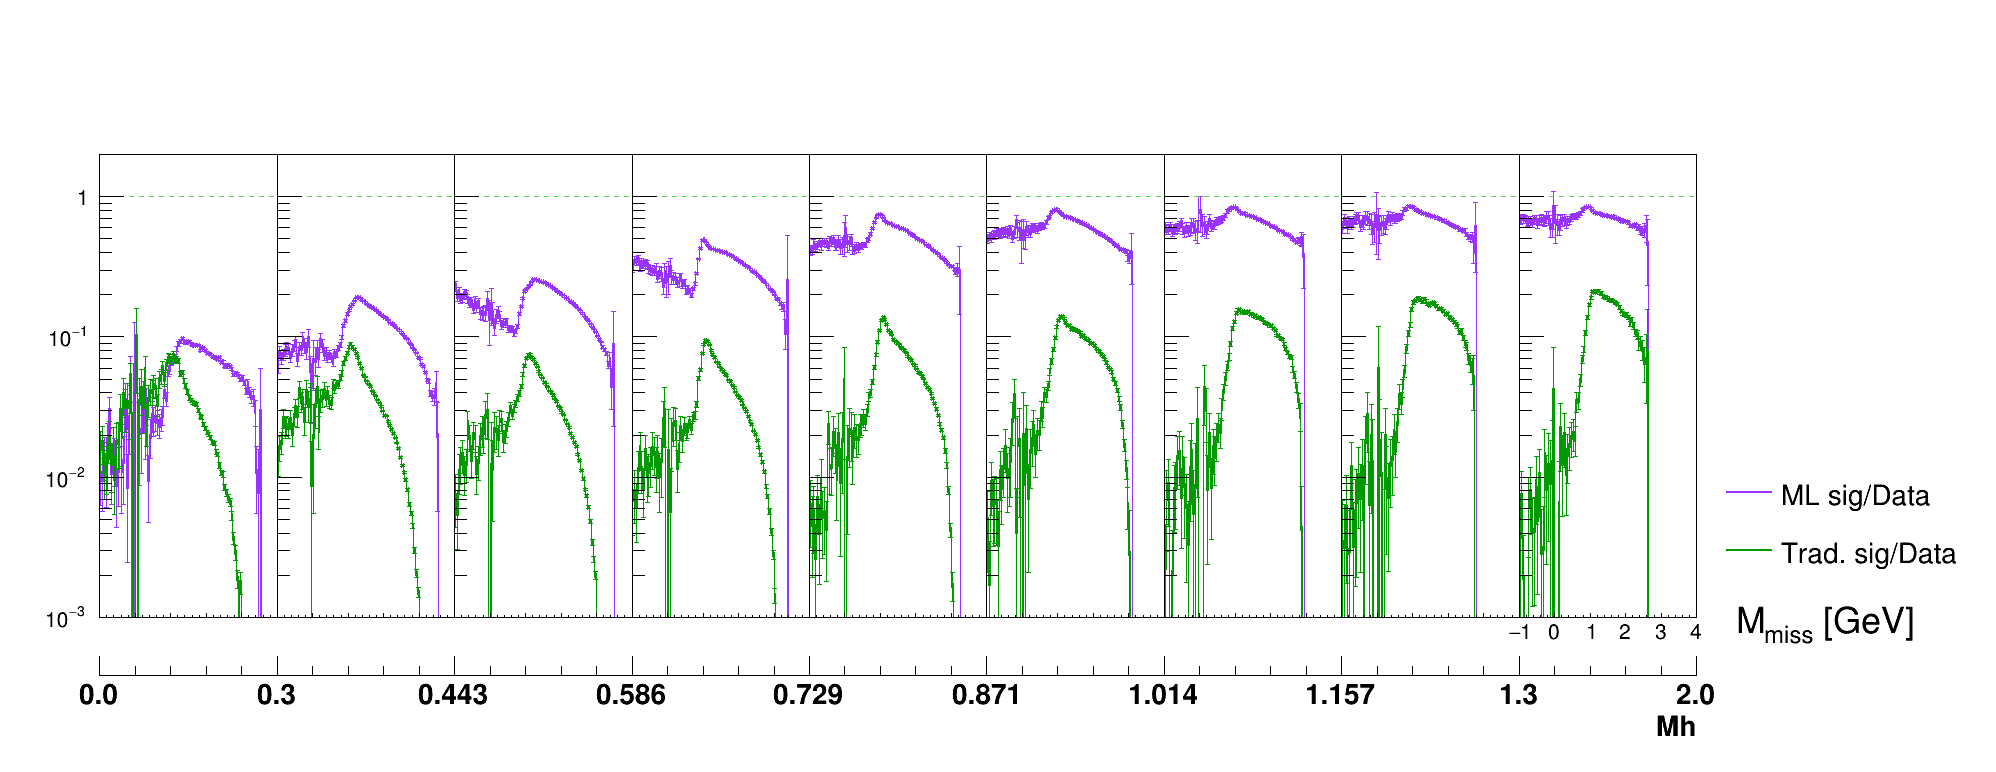 1
10⁻¹
10⁻²
10⁻³
ML sig/Data
Trad. sig/Data
−1 0 1 2 3 4
M_miss [GeV]
0.0 0.3 0.443 0.586 0.729 0.871 1.014 1.157 1.3 2.0
Mh